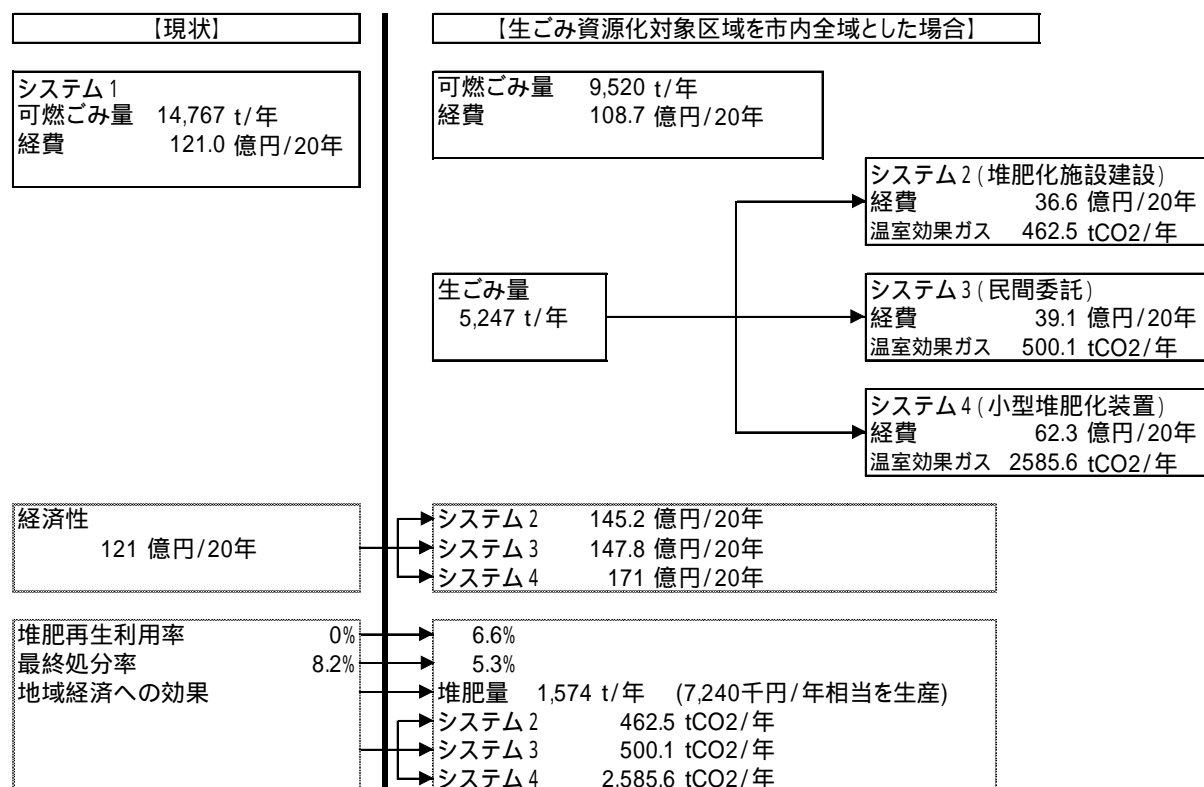 【現状】
【生ごみ資源化対象区域を市内全域とした場合】
システム1
可燃ごみ量 14,767 t/年
経費 121.0 億円/20年
可燃ごみ量 9,520 t/年
経費 108.7 億円/20年
システム2(堆肥化施設建設)
経費 36.6 億円/20年
温室効果ガス 462.5 tCO2/年
生ごみ量
5,247 t/年
システム3(民間委託)
経費 39.1 億円/20年
温室効果ガス 500.1 tCO2/年
システム4(小型堆肥化装置)
経費 62.3 億円/20年
温室効果ガス 2585.6 tCO2/年
経済性
121 億円/20年
システム2 145.2 億円/20年
システム3 147.8 億円/20年
システム4 171 億円/20年
堆肥再生利用率 0% 6.6%
最終処分率 8.2% 5.3%
地域経済への効果 堆肥量 1,574 t/年 (7,240千円/年相当を生産)
システム2 462.5 tCO2/年
システム3 500.1 tCO2/年
システム4 2,585.6 tCO2/年